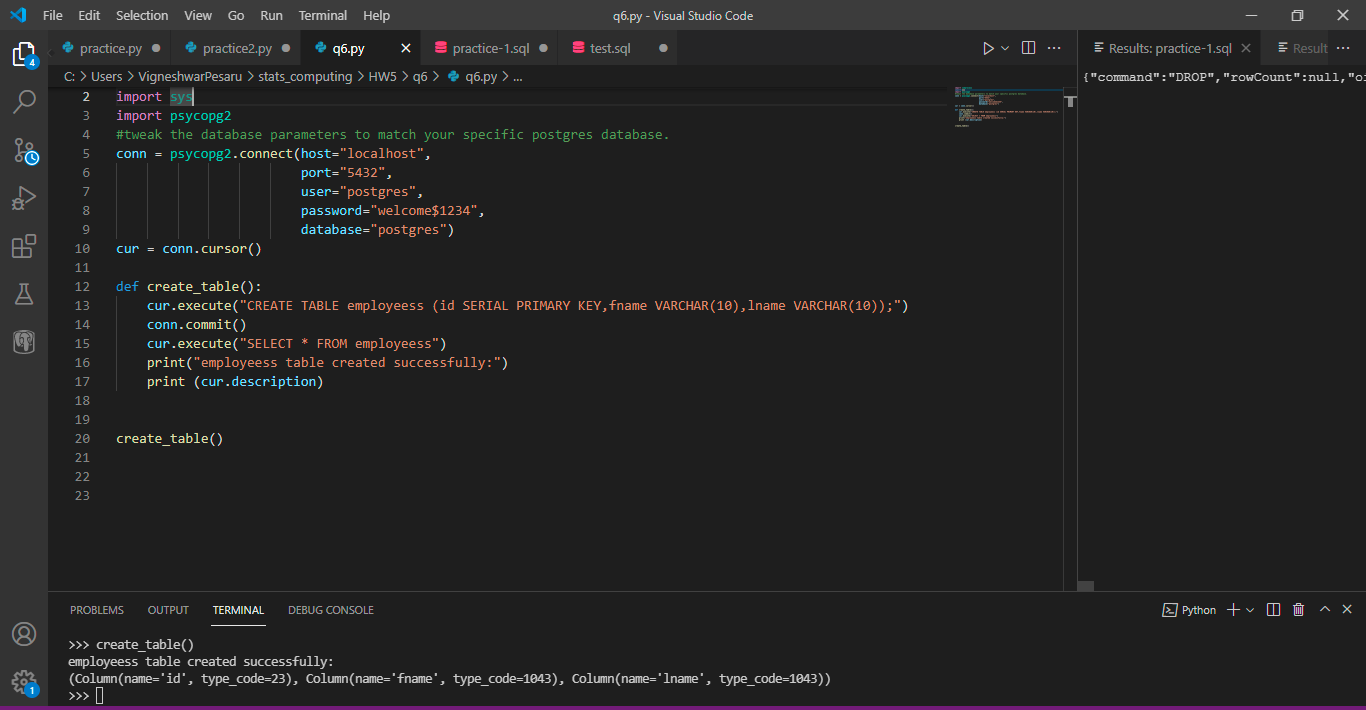 File Edit Selection View Go Run Terminal Help q6.py - Visual Studio Code
practice.py practice2.py q6.py practice-1.sql test.sql Results: practice-1.sql Result
C: > Users > VigneshwarPesaru > stats_computing > HW5 > q6 > q6.py > ...
{"command":"DROP","rowCount":null,"oi
2 import sys
3 import psycopg2
4 #tweak the database parameters to match your specific postgres database.
5 conn = psycopg2.connect(host="localhost",
6 port="5432",
7 user="postgres",
8 password="welcome$1234",
9 database="postgres")
10 cur = conn.cursor()
11
12 def create_table():
13 cur.execute("CREATE TABLE employeess (id SERIAL PRIMARY KEY,fname VARCHAR(10),lname VARCHAR(10));")
14 conn.commit()
15 cur.execute("SELECT * FROM employeess")
16 print("employeess table created successfully:")
17 print (cur.description)
18
19
20 create_table()
21
22
23
4
1
PROBLEMS OUTPUT TERMINAL DEBUG CONSOLE Python
>>> create_table()
employeess table created successfully:
(Column(name='id', type_code=23), Column(name='fname', type_code=1043), Column(name='lname', type_code=1043))
>>>